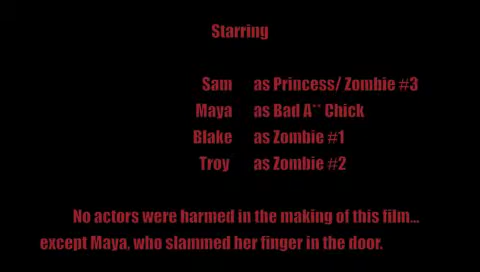 Starring
Sam as Princess/ Zombie #3
Maya as Bad A** Chick
Blake as Zombie #1
Troy as Zombie #2
No actors were harmed in the making of this film...
except Maya, who slammed her finger in the door.